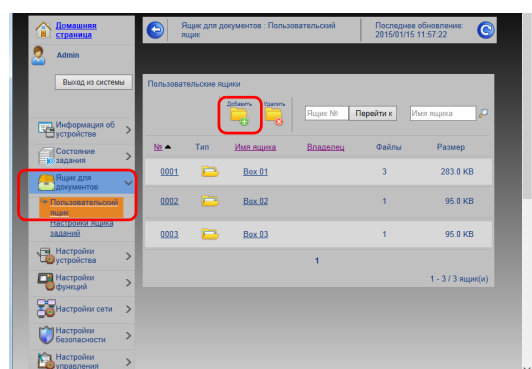 Домашняя
страница
Admin
Выход из системы
Информация об
устройстве
Состояние
задания
Ящик для
документов
Пользовательский
ящик
Настройки ящика
заданий
Настройки
устройства
Настройки
функций
Настройки сети
Настройки
безопасности
Настройки
управления
Ящик для документов : Пользовательский
ящик
Последнее обновление:
2015/01/15 11:57:22
Пользовательские ящики
Добавить Удалить
Ящик № Перейти к Имя ящика
№ Тип Имя ящика Владелец Файлы Размер
0001 Box 01 3 283.0 KB
0002 Box 02 1 95.0 KB
0003 Box 03 1 95.0 KB
1
1 - 3 / 3 ящик(и)